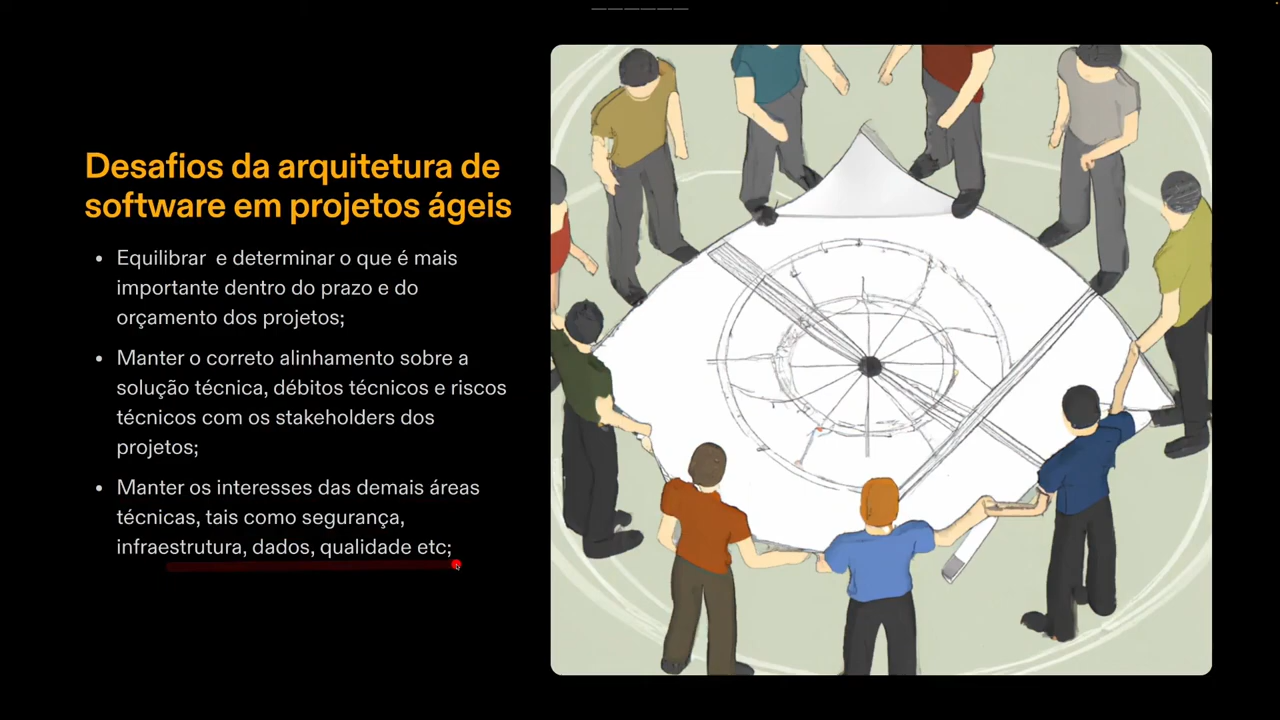 Desafios da arquitetura de
software em projetos ágeis
• Equilibrar e determinar o que é mais
importante dentro do prazo e do
orçamento dos projetos;
• Manter o correto alinhamento sobre a
solução técnica, débitos técnicos e riscos
técnicos com os stakeholders dos
projetos;
• Manter os interesses das demais áreas
técnicas, tais como segurança,
infraestrutura, dados, qualidade etc;